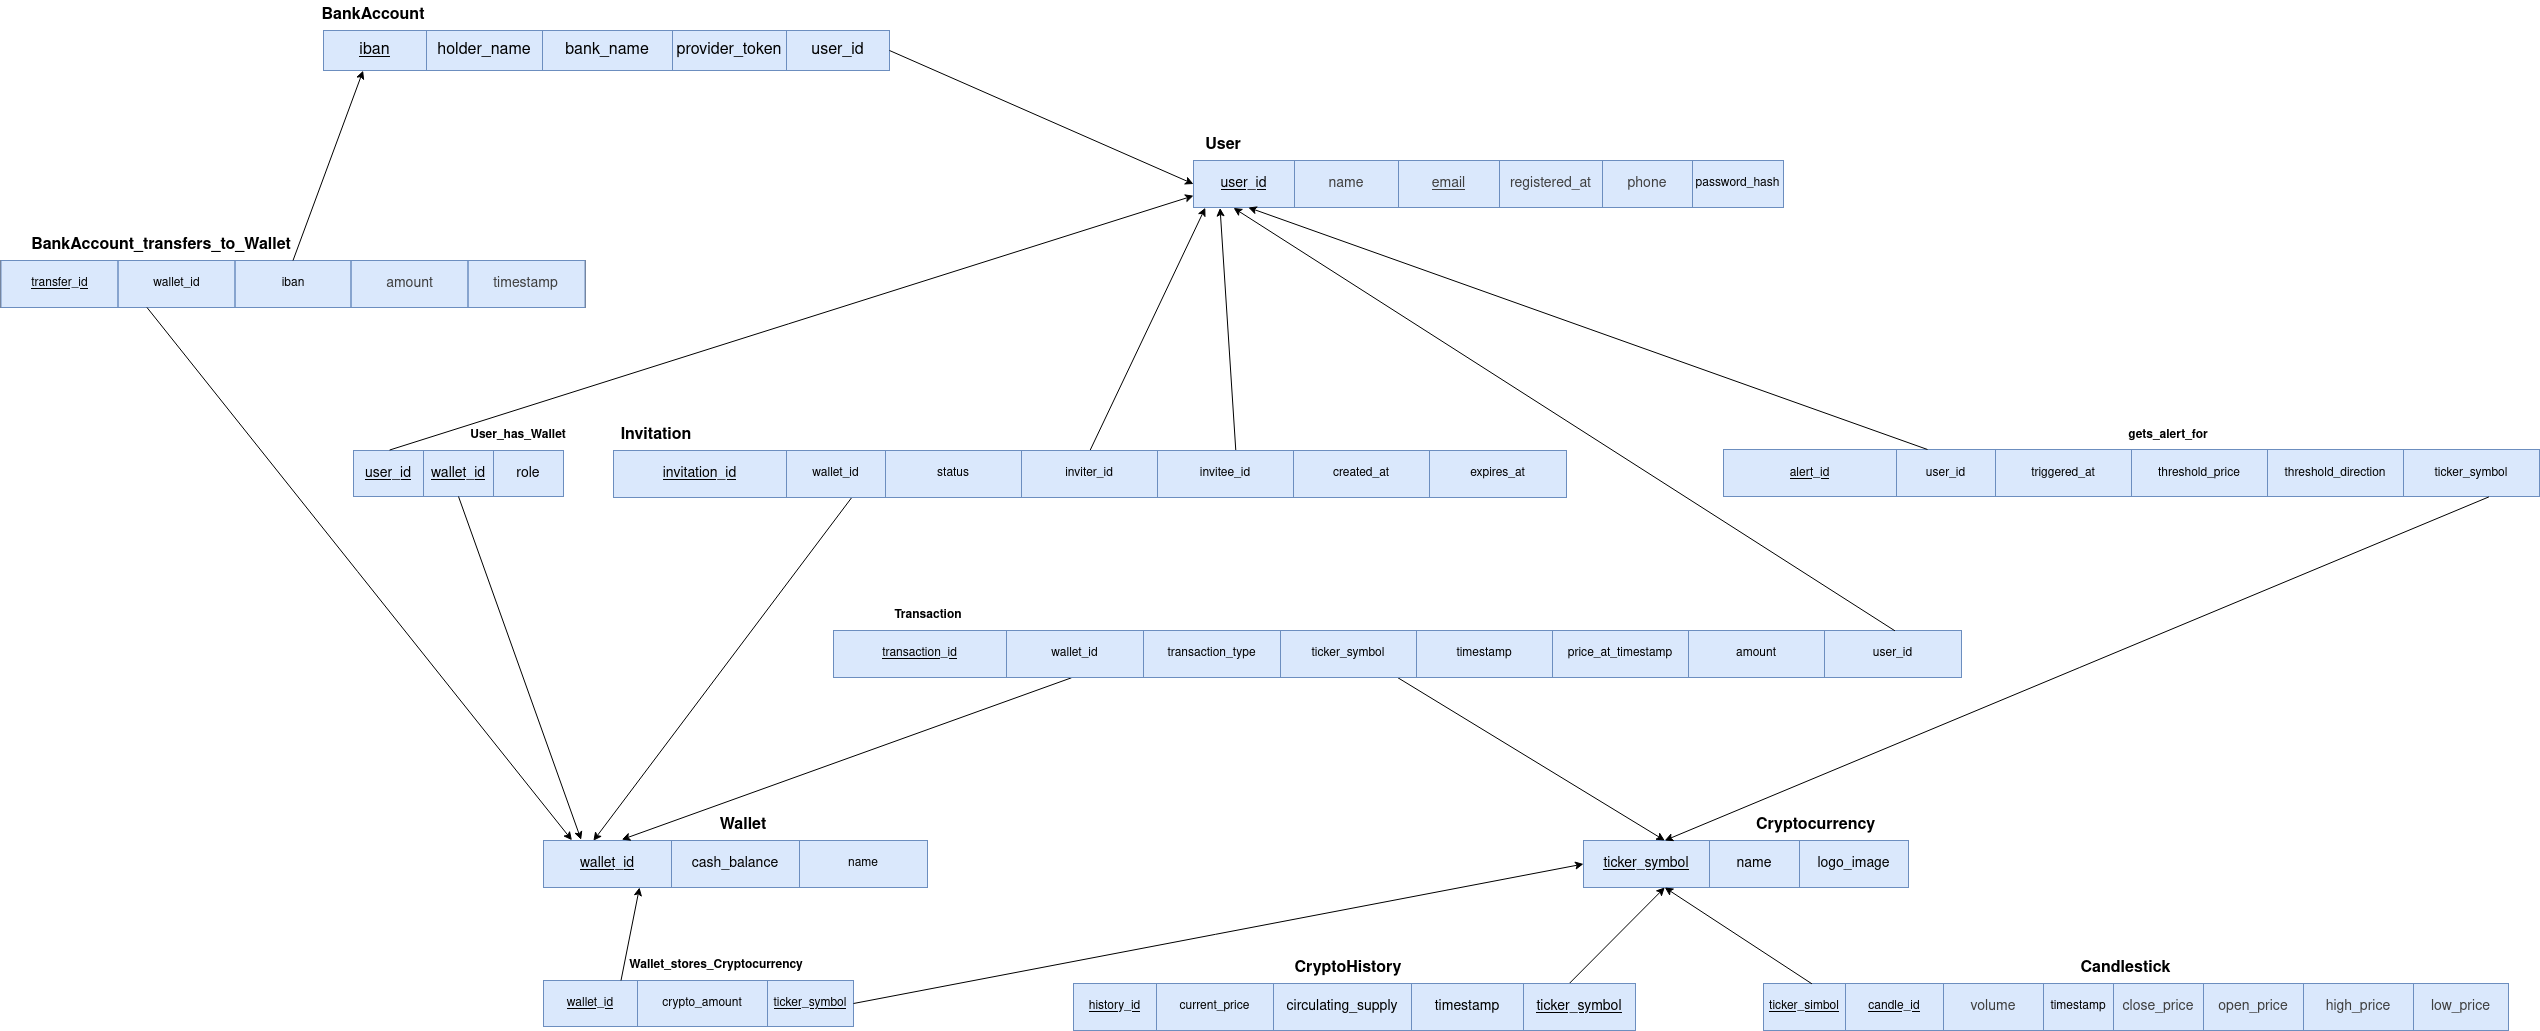 BankAccount
iban holder_name bank_name provider_token user_id
User
user_id name email registered_at phone password_hash
BankAccount_transfers_to_Wallet
transfer_id wallet_id iban amount timestamp
User_has_Wallet
user_id wallet_id role
Invitation
invitation_id wallet_id status inviter_id invitee_id created_at expires_at
gets_alert_for
alert_id user_id triggered_at threshold_price threshold_direction ticker_symbol
Transaction
transaction_id wallet_id transaction_type ticker_symbol timestamp price_at_timestamp amount user_id
Wallet
wallet_id cash_balance name
Cryptocurrency
ticker_symbol name logo_image
Wallet_stores_Cryptocurrency
wallet_id crypto_amount ticker_symbol
CryptoHistory
history_id current_price circulating_supply timestamp ticker_symbol
Candlestick
ticker_simbol candle_id volume timestamp close_price open_price high_price low_price